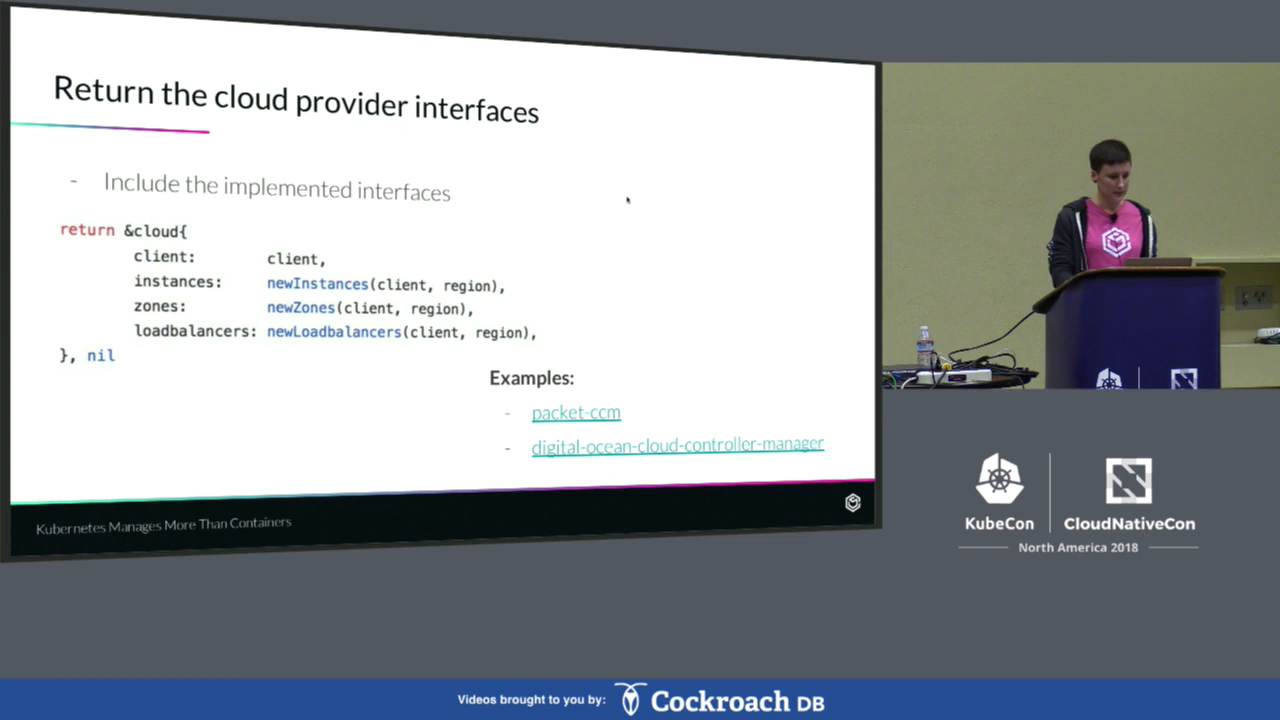 Return the cloud provider interfaces
- Include the implemented interfaces
return &cloud{
client: client,
instances: newInstances(client, region),
zones: newZones(client, region),
loadbalancers: newLoadbalancers(client, region),
}, nil
Examples:
- packet-ccm
- digital-ocean-cloud-controller-manager
Kubernetes Manages More Than Containers
KubeCon
CloudNativeCon
North America 2018
Videos brought to you by:
Cockroach DB